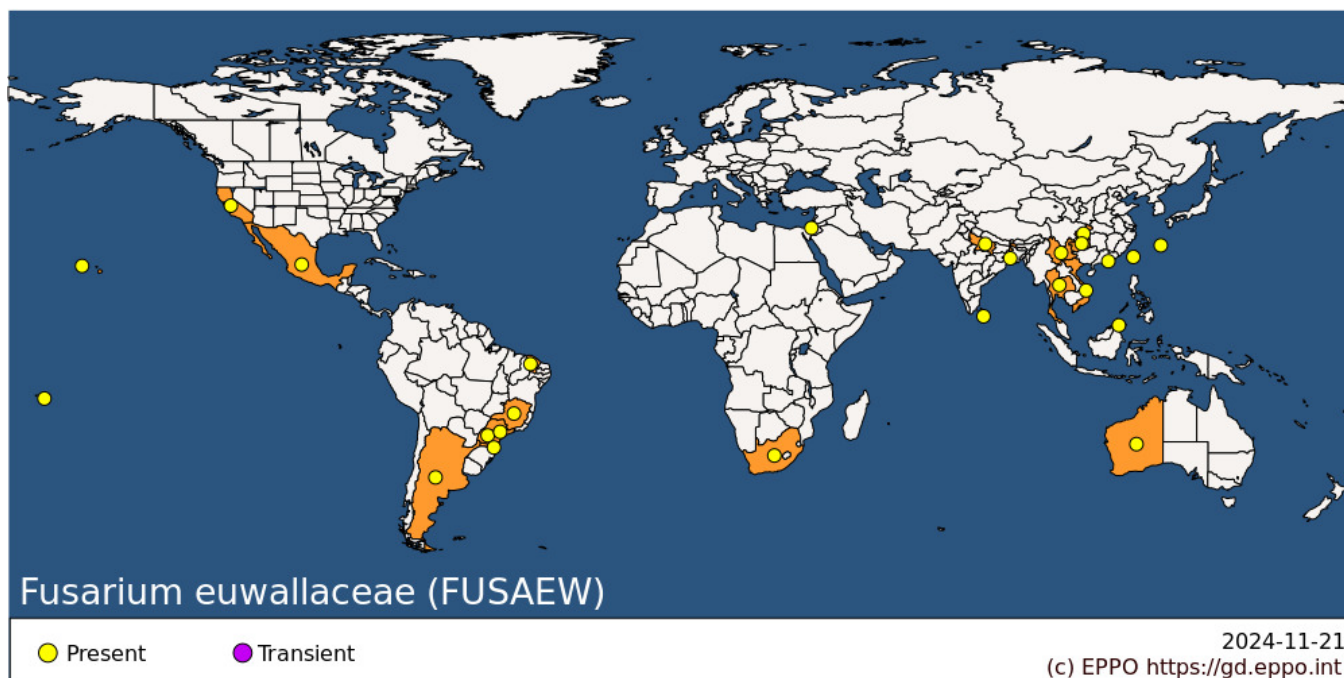 Fusarium euwallaceae (FUSAEW)
Present
Transient
2024-11-21
(c) EPPO https://gd.eppo.int